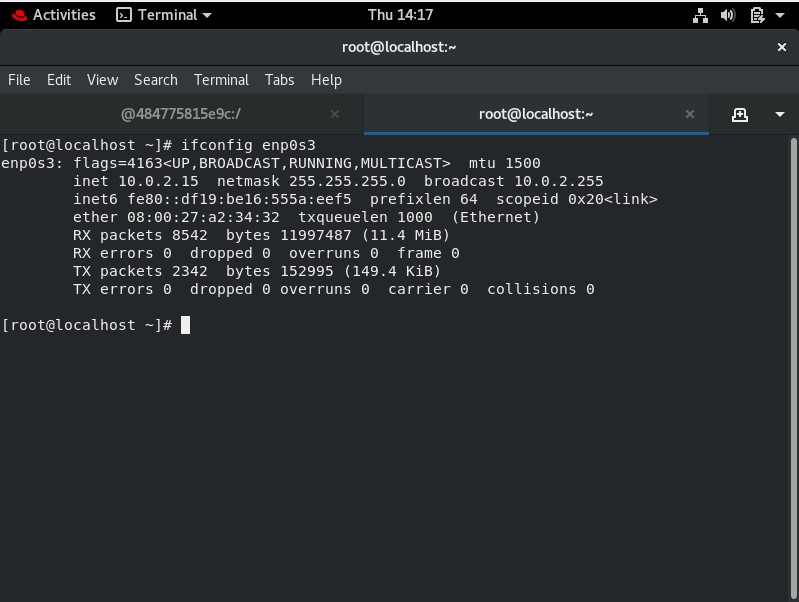 Activities Terminal Thu 14:17
root@localhost:~ ×
File Edit View Search Terminal Tabs Help
@484775815e9c:/ × root@localhost:~ ×
[root@localhost ~]# ifconfig enp0s3
enp0s3: flags=4163<UP,BROADCAST,RUNNING,MULTICAST>  mtu 1500
        inet 10.0.2.15  netmask 255.255.255.0  broadcast 10.0.2.255
        inet6 fe80::df19:be16:555a:eef5  prefixlen 64  scopeid 0x20<link>
        ether 08:00:27:a2:34:32  txqueuelen 1000  (Ethernet)
        RX packets 8542  bytes 11997487 (11.4 MiB)
        RX errors 0  dropped 0  overruns 0  frame 0
        TX packets 2342  bytes 152995 (149.4 KiB)
        TX errors 0  dropped 0 overruns 0  carrier 0  collisions 0
[root@localhost ~]#